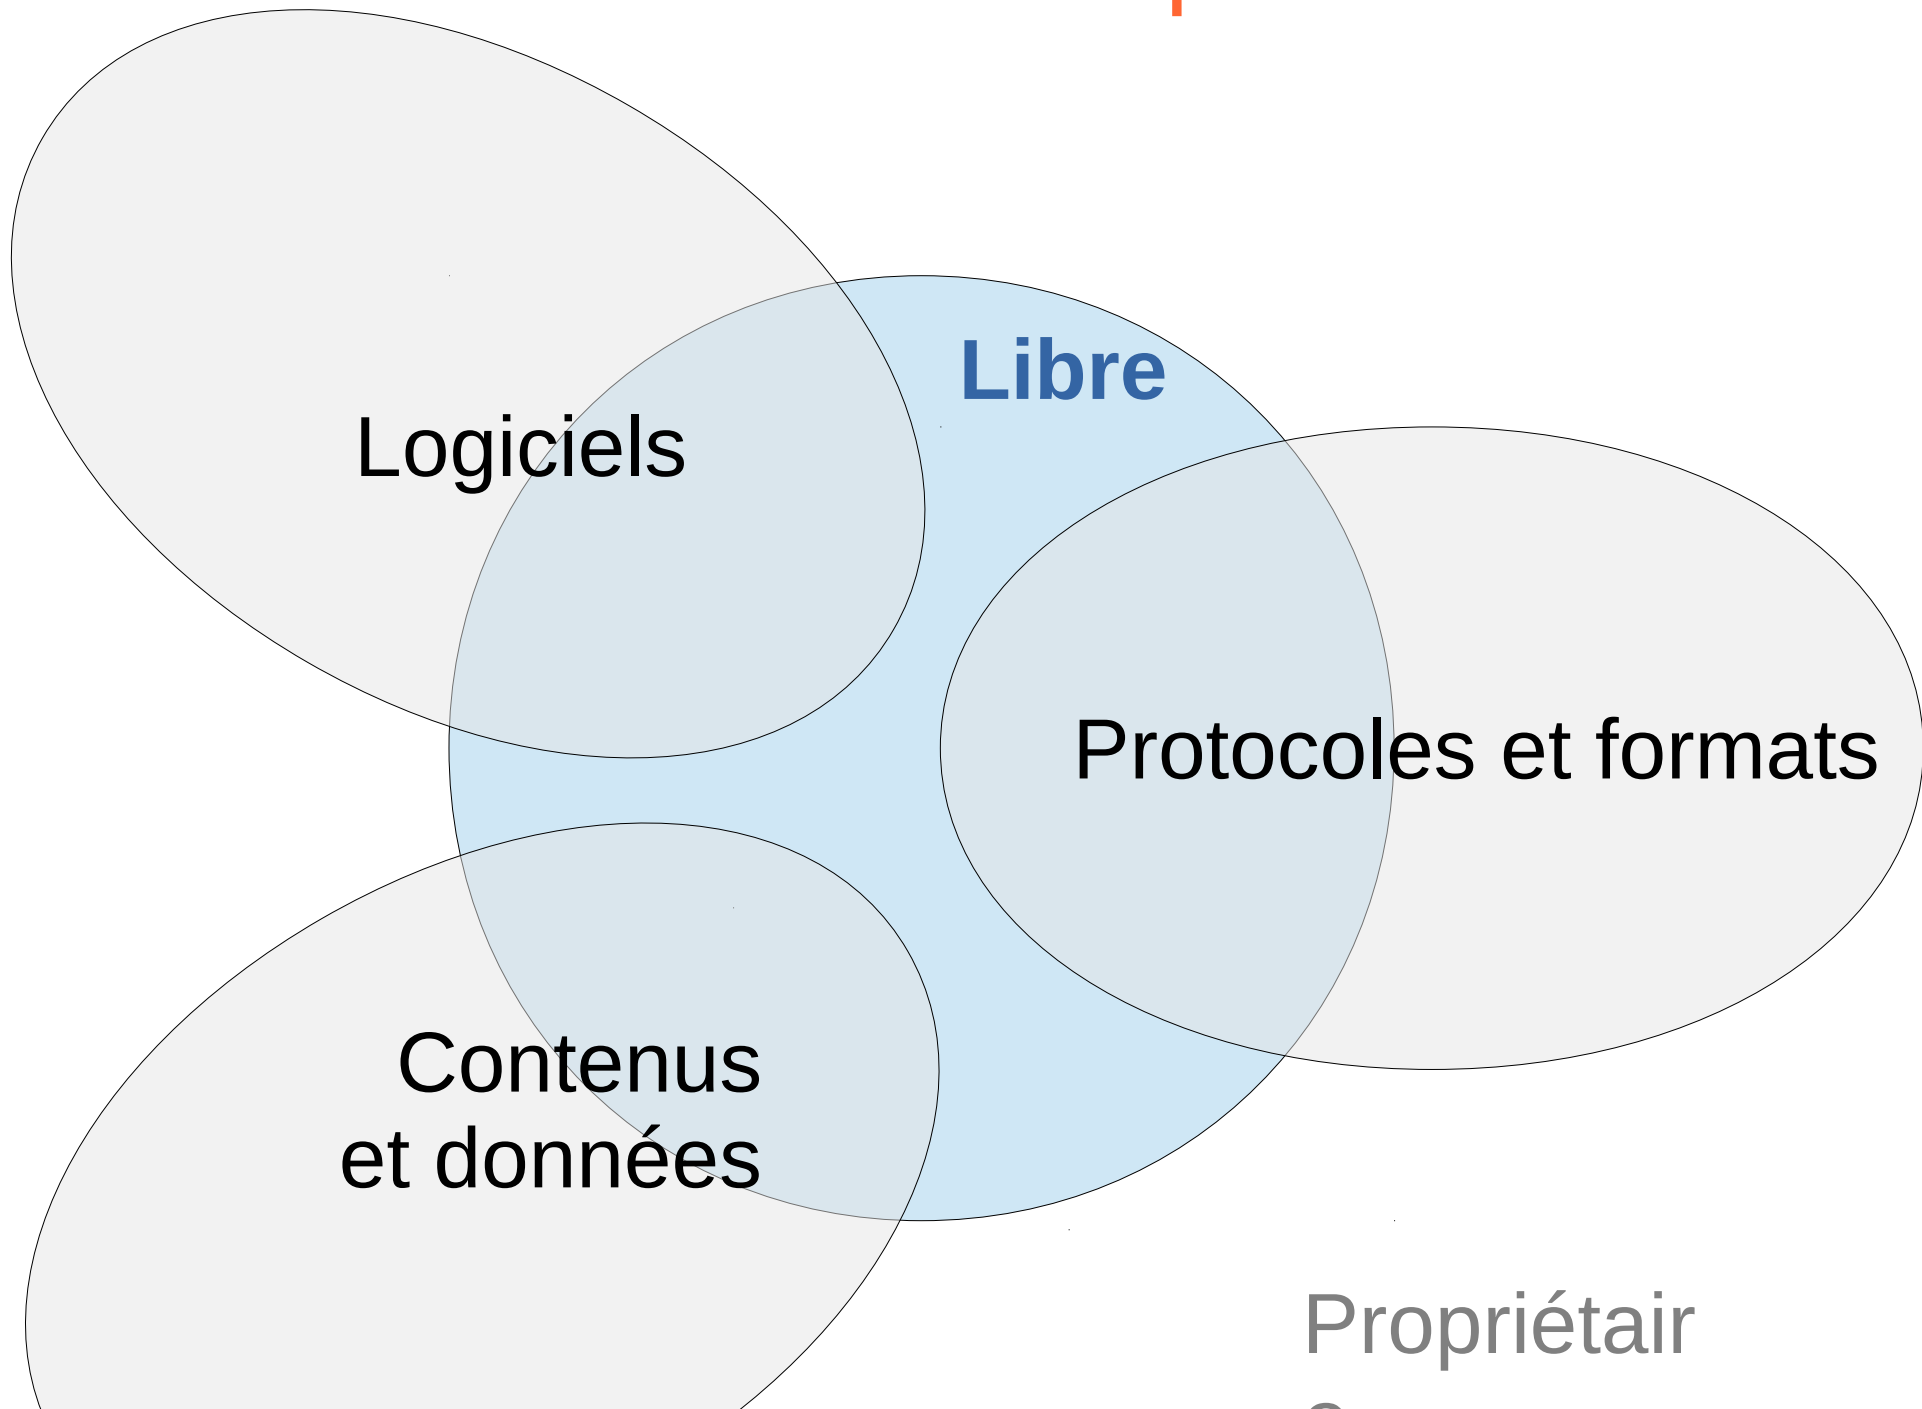 Libre
Logiciels
Protocoles et formats
Contenus
et données
Propriétair